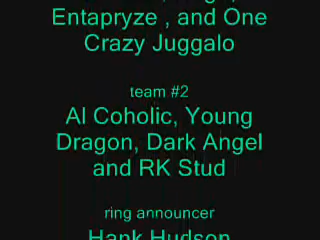 Entapryze , and One
Crazy Juggalo
team #2
Al Coholic, Young
Dragon, Dark Angel
and RK Stud
ring announcer
Hank Hudson